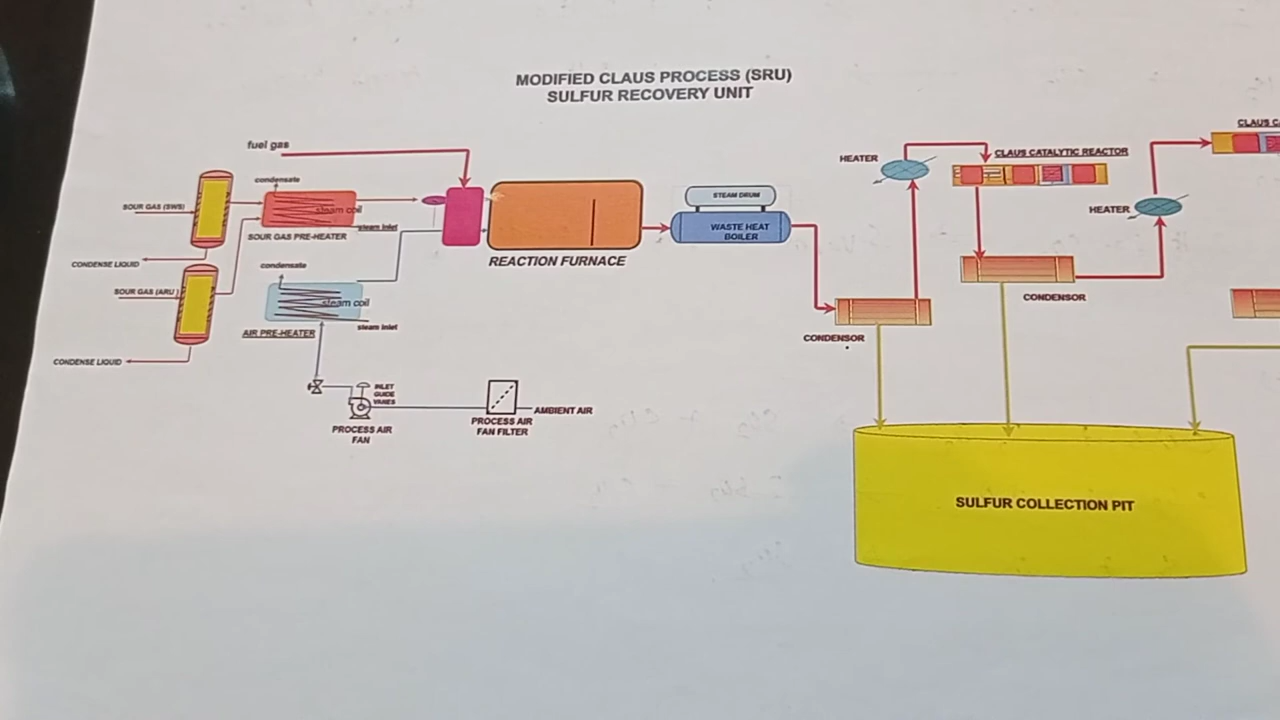 MODIFIED CLAUS PROCESS (SRU)
SULFUR RECOVERY UNIT
fuel gas
condensate
SOUR GAS (SWS)
steam coil
steam inlet
SOUR GAS PRE-HEATER
CONDENSE LIQUID
condensate
SOUR GAS (ARU )
steam coil
steam inlet
AIR PRE-HEATER
CONDENSE LIQUID
INLET
GUIDE
VANES
PROCESS AIR
FAN
PROCESS AIR
FAN FILTER
AMBIENT AIR
REACTION FURNACE
STEAM DRUM
WASTE HEAT
BOILER
HEATER
CLAUS CATALYTIC REACTOR
CONDENSOR
CONDENSOR
HEATER
CLAUS
SULFUR COLLECTION PIT